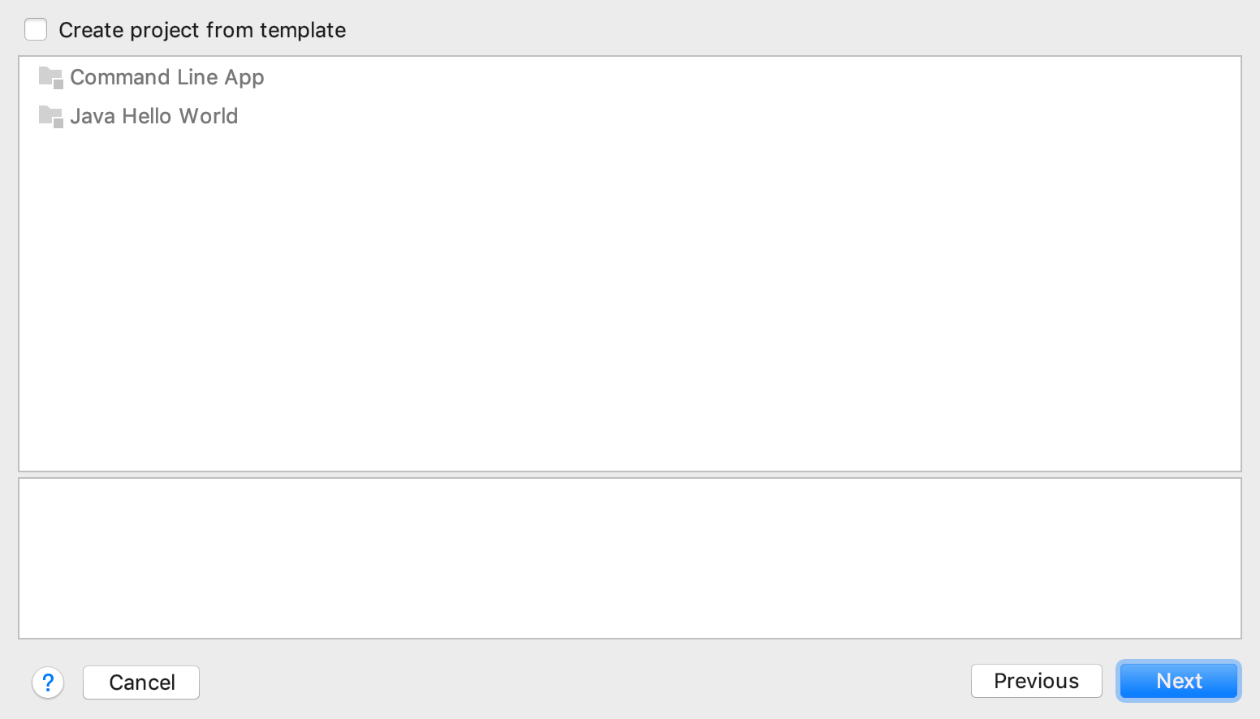 Create project from template
Command Line App
Java Hello World
? Cancel Previous Next